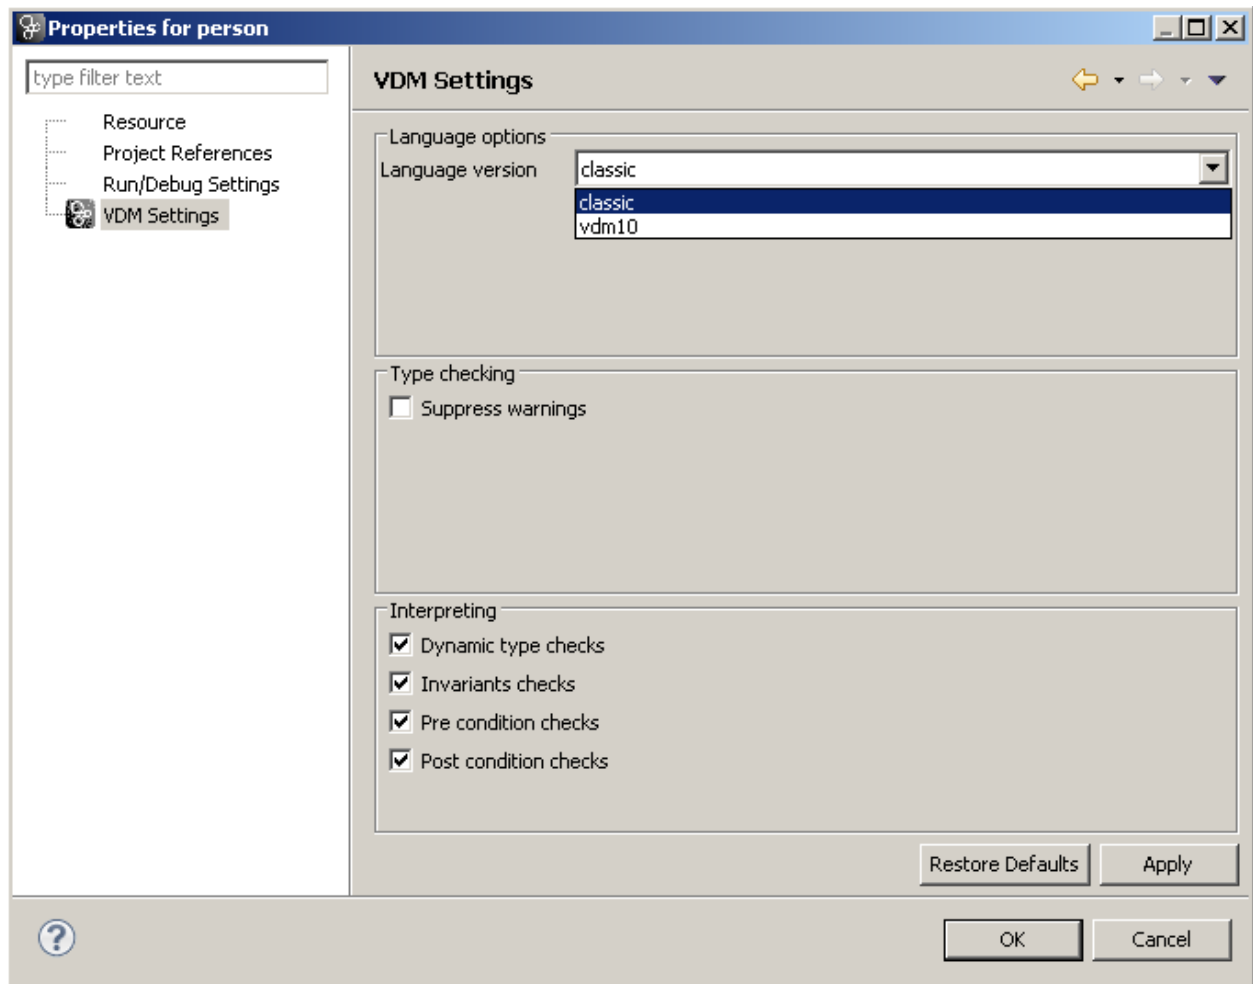 Properties for person
type filter text
Resource
Project References
Run/Debug Settings
VDM Settings
VDM Settings
Language options
Language version
classic
classic
vdm10
Type checking
Suppress warnings
Interpreting
Dynamic type checks
Invariants checks
Pre condition checks
Post condition checks
Restore Defaults
Apply
?
OK
Cancel